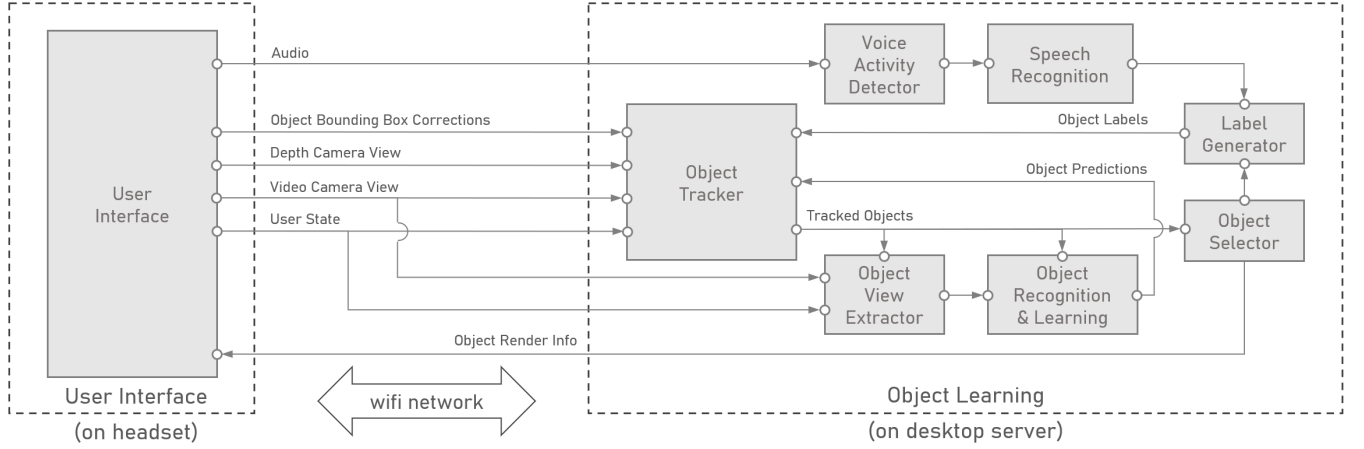 Audio
Voice
Activity
Detector
Speech
Recognition
Object Bounding Box Corrections
Object Labels
Label
Generator
Depth Camera View
Object Predictions
User
Interface
Object
Tracker
Video Camera View
User State
Tracked Objects
Object
Selector
Object
View
Extractor
Object
Recognition
& Learning
Object Render Info
User Interface
(on headset)
wifi network
Object Learning
(on desktop server)